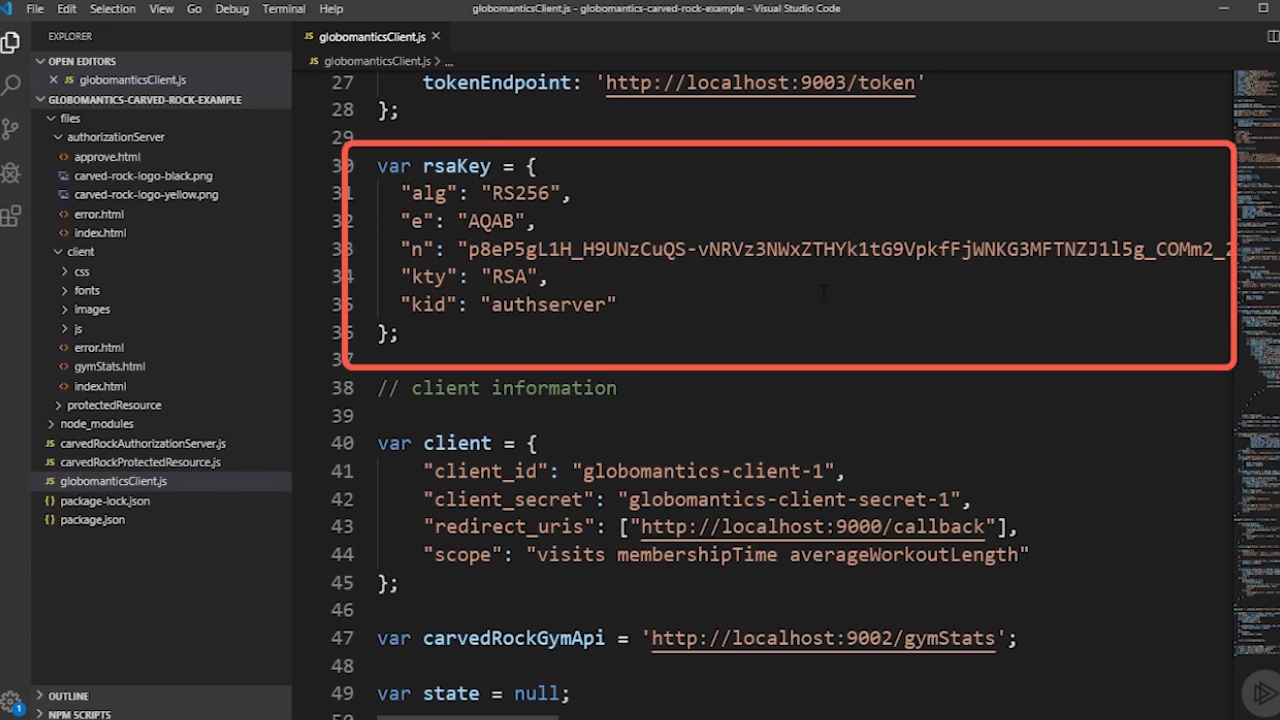 File Edit Selection View Go Debug Terminal Help
globomanticsClient.js - globomantics-carved-rock-example - Visual Studio Code
EXPLORER
OPEN EDITORS
JS globomanticsClient.js
GLOBOMANTICS-CARVED-ROCK-EXAMPLE
files
authorizationServer
approve.html
carved-rock-logo-black.png
carved-rock-logo-yellow.png
error.html
index.html
client
css
fonts
images
js
error.html
gymStats.html
index.html
protectedResource
node_modules
JS carvedRockAuthorizationServer.js
JS carvedRockProtectedResource.js
JS globomanticsClient.js
{} package-lock.json
{} package.json
OUTLINE
NPM SCRIPTS
1
JS globomanticsClient.js
JS globomanticsClient.js > ...
27 tokenEndpoint: 'http://localhost:9003/token'
28 };
29
30 var rsaKey = {
31 "alg": "RS256",
32 "e": "AQAB",
33 "n": "p8eP5gL1H_H9UNzCuQS-vNRVz3NWxZTHYk1tG9VpkfFjWNKG3MFTNZJ1l5g_COMm2_2
34 "kty": "RSA",
35 "kid": "authserver"
36 };
37
38 // client information
39
40 var client = {
41 "client_id": "globomantics-client-1",
42 "client_secret": "globomantics-client-secret-1",
43 "redirect_uris": ["http://localhost:9000/callback"],
44 "scope": "visits membershipTime averageWorkoutLength"
45 };
46
47 var carvedRockGymApi = 'http://localhost:9002/gymStats';
48
49 var state = null;
50